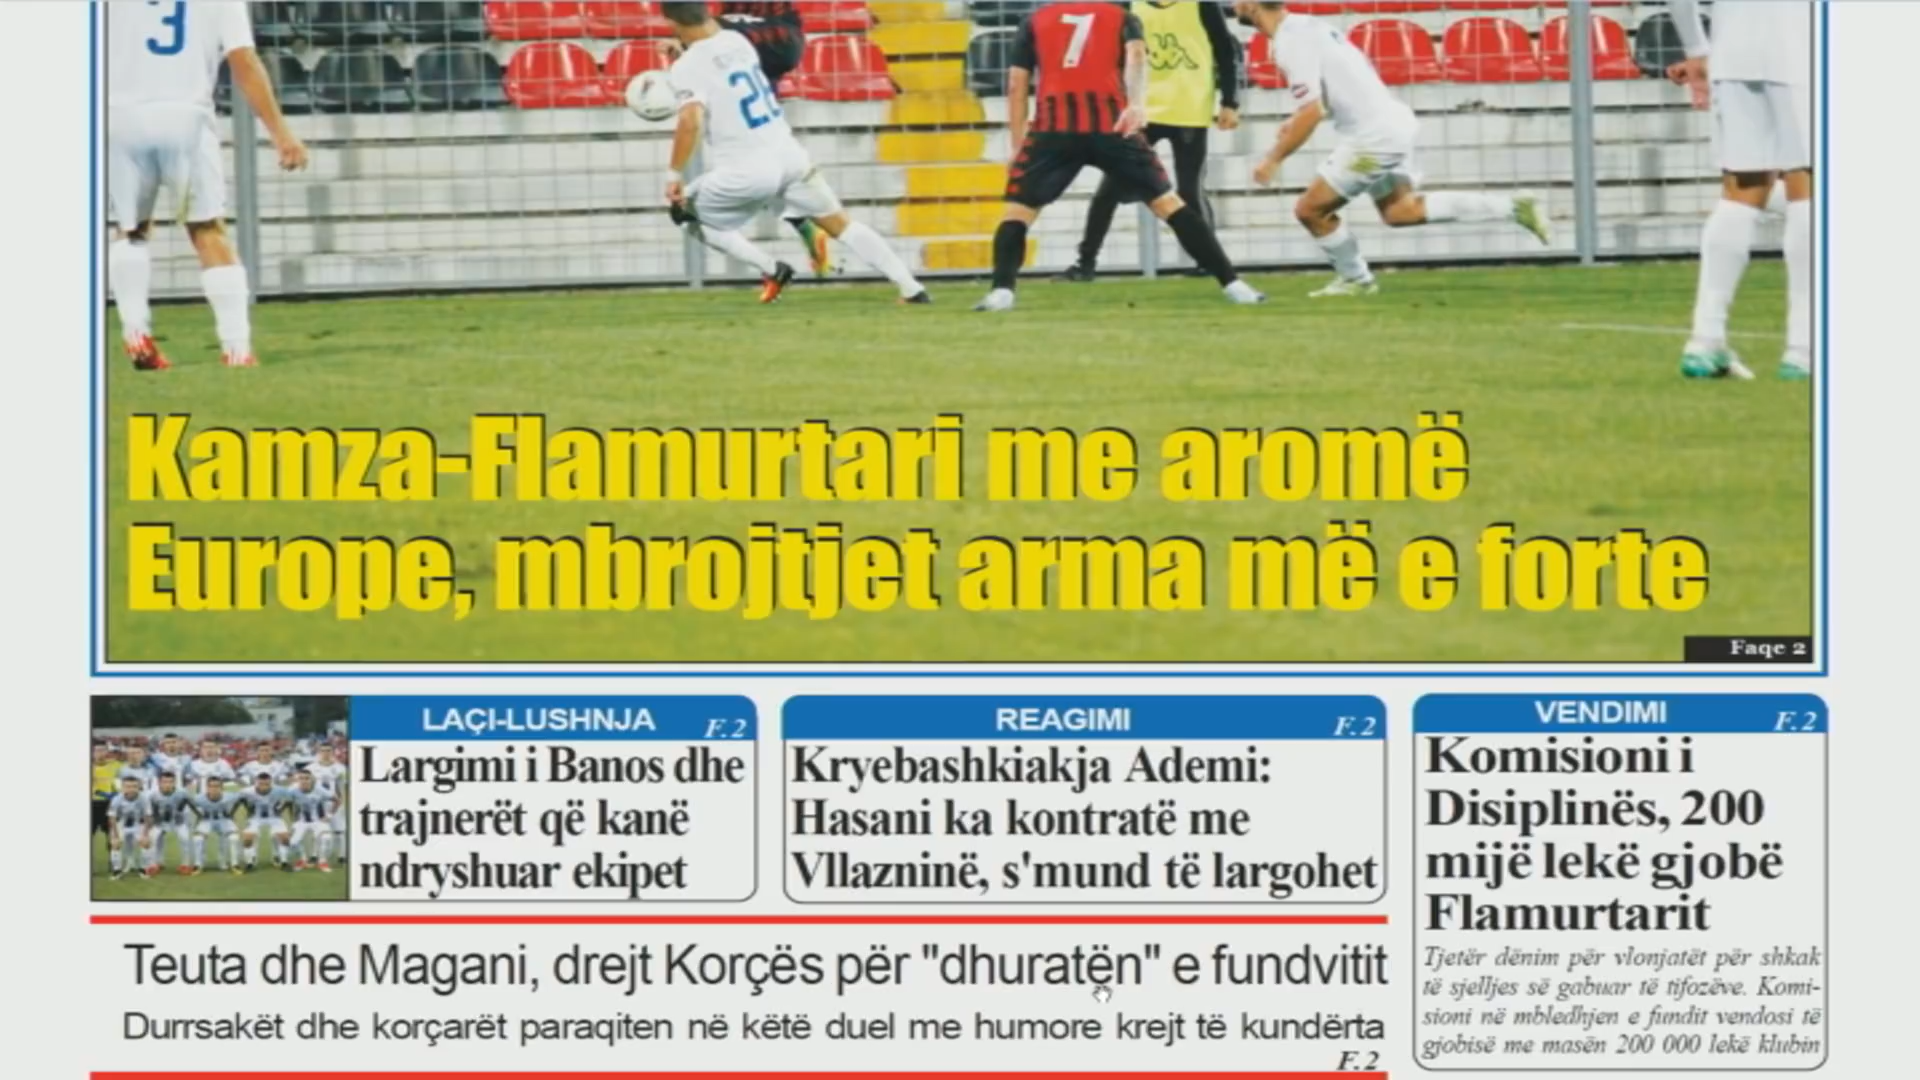 3
28
7
Kamza-Flamurtari me aromë
Europe, mbrojtjet arma më e forte
Faqe 2
LAÇI-LUSHNJA F.2
Largimi i Banos dhe
trajnerët që kanë
ndryshuar ekipet
REAGIMI F.2
Kryebashkiakja Ademi:
Hasani ka kontratë me
Vllazninë, s'mund të largohet
VENDIMI F.2
Komisioni i
Disiplinës, 200
mijë lekë gjobë
Flamurtarit
Tjetër dënim për vlonjatët për shkak
të sjelljes së gabuar të tifozëve. Komi-
sioni në mbledhjen e fundit vendosi të
gjobisë me masën 200 000 lekë klubin
Teuta dhe Magani, drejt Korçës për "dhuratën" e fundvitit
Durrsakët dhe korçarët paraqiten në këtë duel me humore krejt të kundërta
F.2